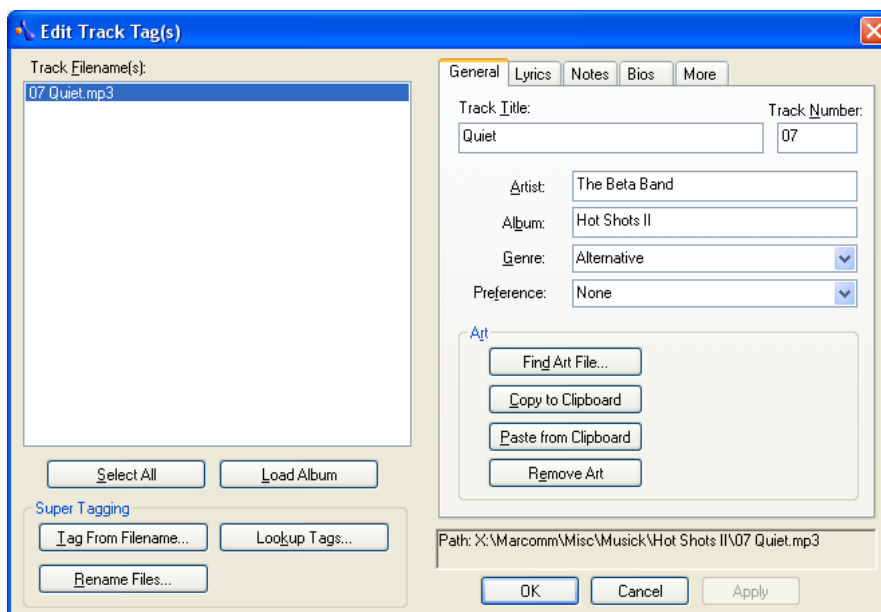 Edit Track Tag(s)
Track Filename(s):
07 Quiet.mp3
Select All
Load Album
Super Tagging
Tag From Filename...
Lookup Tags...
Rename Files...
General
Lyrics
Notes
Bios
More
Track Title:
Track Number:
Quiet
07
Artist:
The Beta Band
Album:
Hot Shots II
Genre:
Alternative
Preference:
None
Art
Find Art File...
Copy to Clipboard
Paste from Clipboard
Remove Art
Path: X:\Marcomm\Misc\Musick\Hot Shots II\07 Quiet.mp3
OK
Cancel
Apply